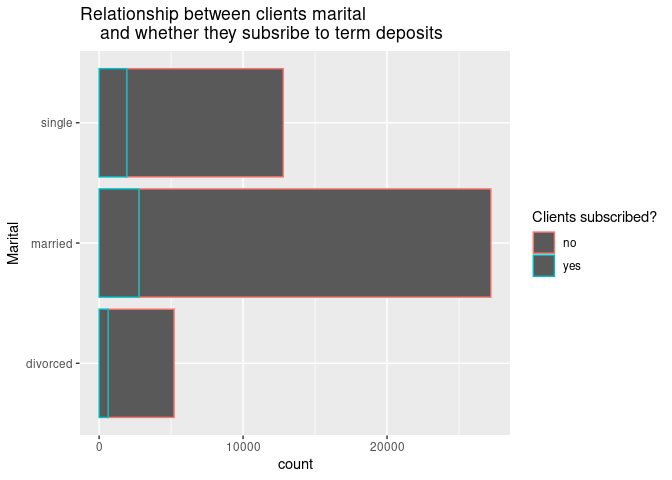 Relationship between clients marital
and whether they subsribe to term deposits
single
married
divorced
Marital
0
10000
20000
count
Clients subscribed?
no
yes